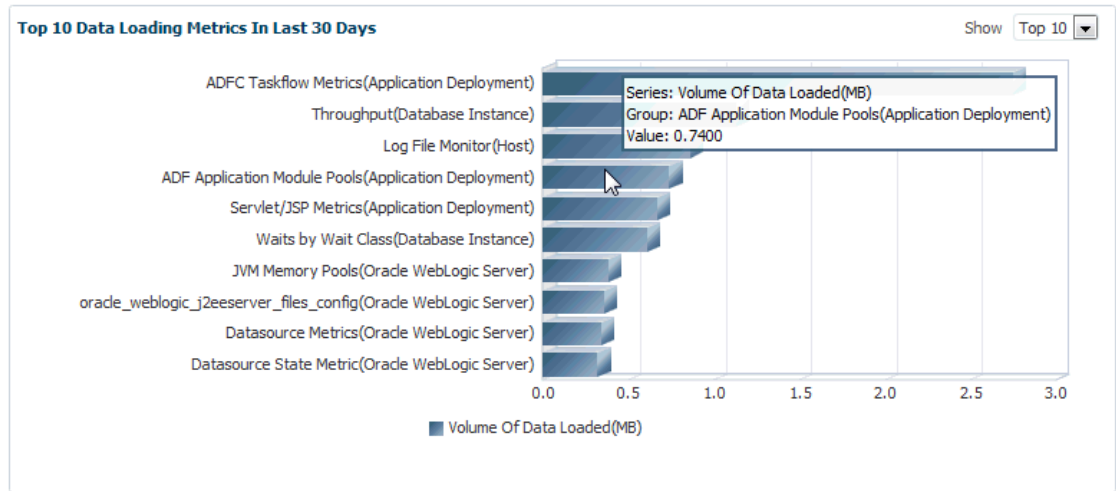 Top 10 Data Loading Metrics In Last 30 Days
Show Top 10
ADFC Taskflow Metrics(Application Deployment)
Series: Volume Of Data Loaded(MB)
Throughput(Database Instance)
Group: ADF Application Module Pools(Application Deployment)
Value: 0.7400
Log File Monitor(Host)
ADF Application Module Pools(Application Deployment)
Servlet/JSP Metrics(Application Deployment)
Waits by Wait Class(Database Instance)
JVM Memory Pools(Oracle WebLogic Server)
oracle_weblogic_j2eeserver_files_config(Oracle WebLogic Server)
Datasource Metrics(Oracle WebLogic Server)
Datasource State Metric(Oracle WebLogic Server)
0.0 0.5 1.0 1.5 2.0 2.5 3.0
Volume Of Data Loaded(MB)